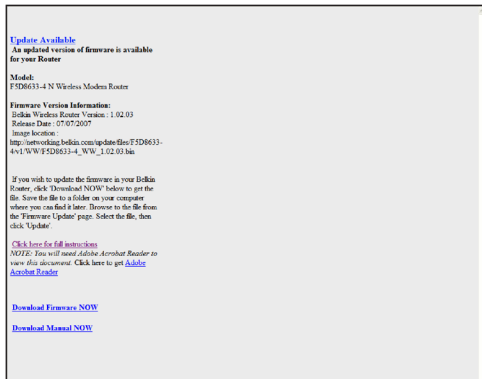 Update Available
An updated version of firmware is available
for your Router
Model:
F5D8633-4 N Wireless Modem Router
Firmware Version Information:
Belkin Wireless Router Version : 1.02.03
Release Date : 07/07/2007
Image location :
http://networking.belkin.com/update/files/F5D8633-
4/v1/WW/F5D8633-4_WW_1.02.03.bin
If you wish to update the firmware in your Belkin
Router, click 'Download NOW' below to get the
file. Save the file to a folder on your computer
where you can find it later. Browse to the file from
the 'Firmware Update' page. Select the file, then
click 'Update'.
Click here for full instructions
NOTE: You will need Adobe Acrobat Reader to
view this document. Click here to get Adobe
Acrobat Reader
Download Firmware NOW
Download Manual NOW